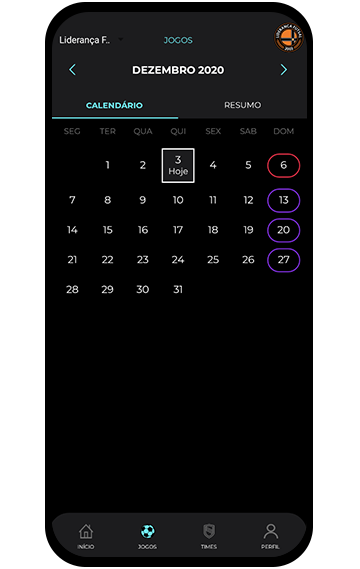 Liderança F.. JOGOS
LIDERANÇA FUTSAL
DEZEMBRO 2020
CALENDÁRIO RESUMO
SEG TER QUA QUI SEX SAB DOM
1 2 3 4 5 6
Hoje
7 8 9 10 11 12 13
14 15 16 17 18 19 20
21 22 23 24 25 26 27
28 29 30 31
INÍCIO JOGOS TIMES PERFIL